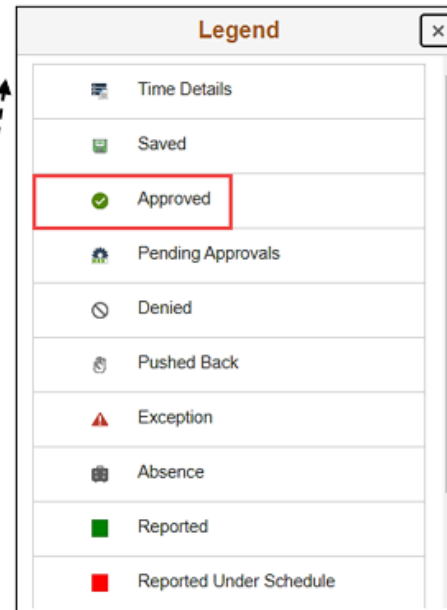 Legend
Time Details
Saved
Approved
Pending Approvals
Denied
Pushed Back
Exception
Absence
Reported
Reported Under Schedule